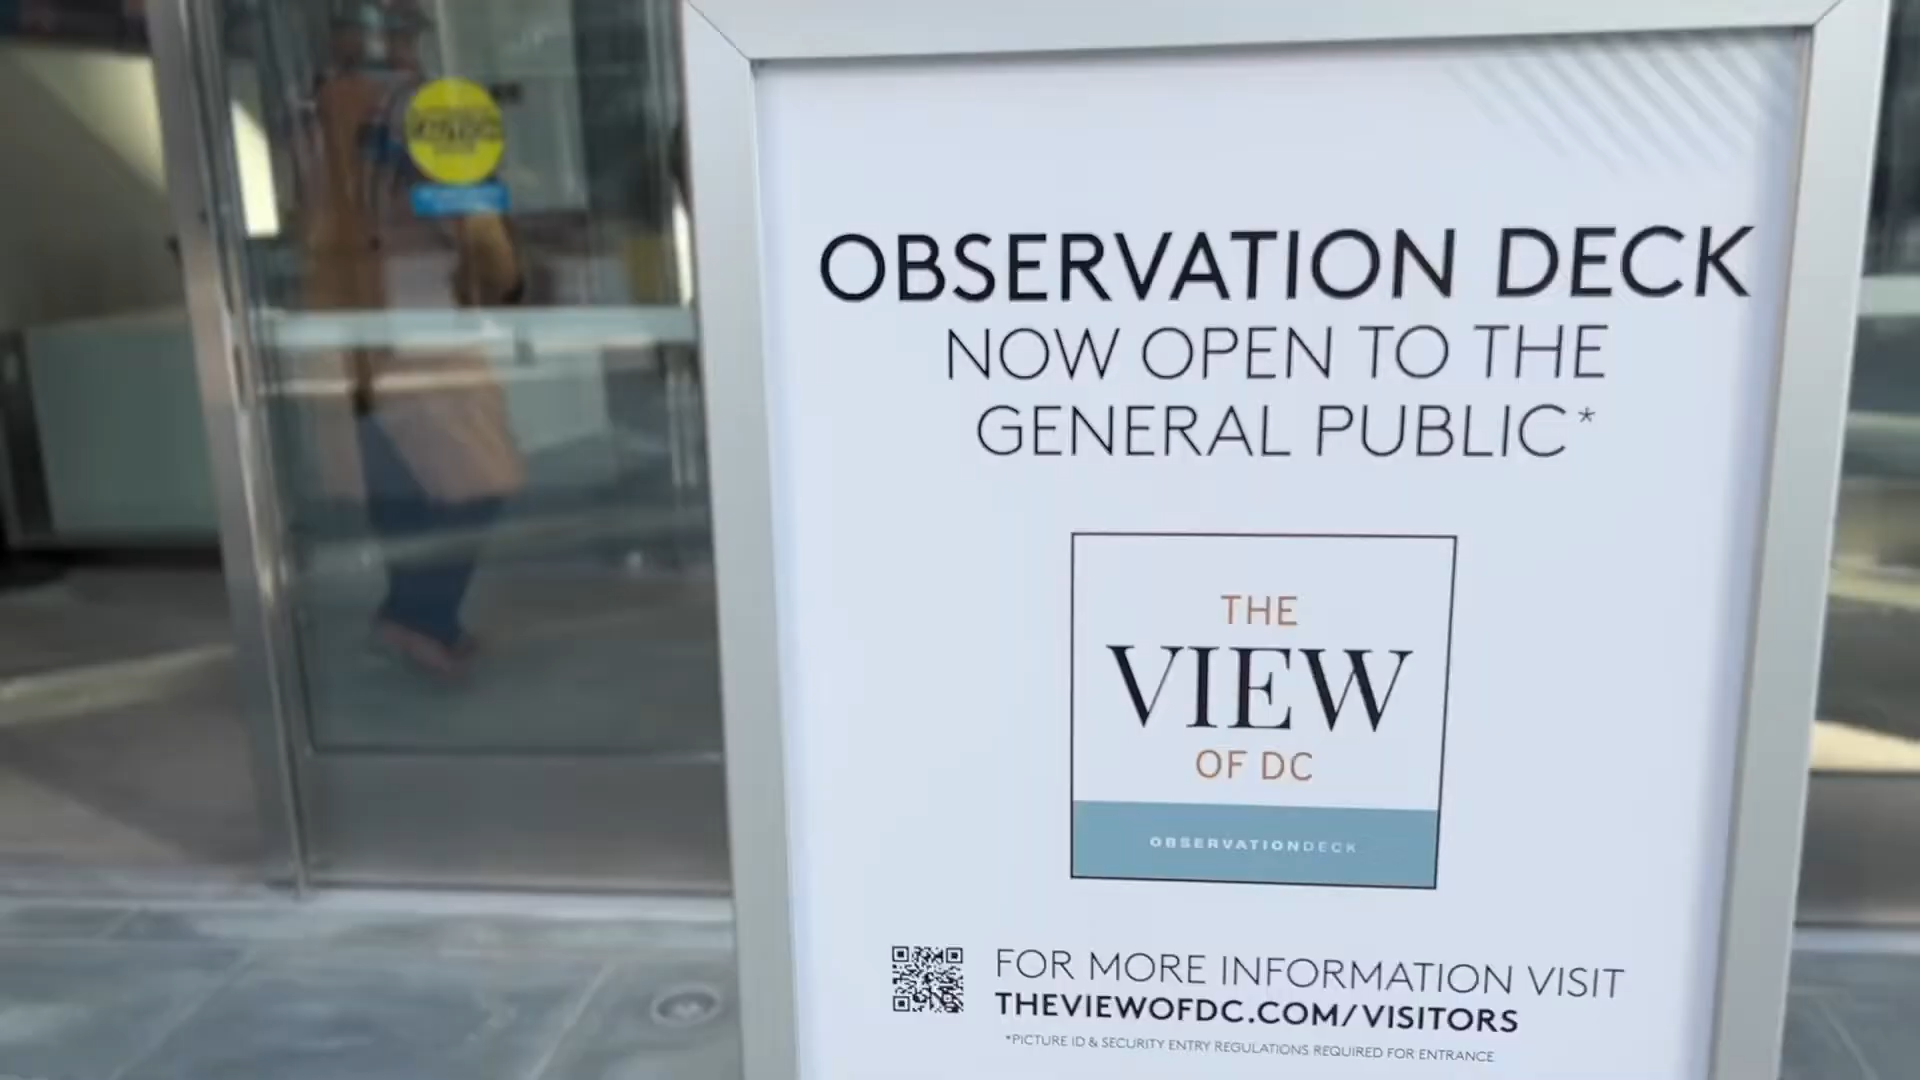 OBSERVATION DECK
NOW OPEN TO THE
GENERAL PUBLIC*
THE
VIEW
OF DC
OBSERVATIONDECK
FOR MORE INFORMATION VISIT
THEVIEWOFDC.COM/VISITORS
*PICTURE ID & SECURITY ENTRY REGULATIONS REQUIRED FOR ENTRANCE